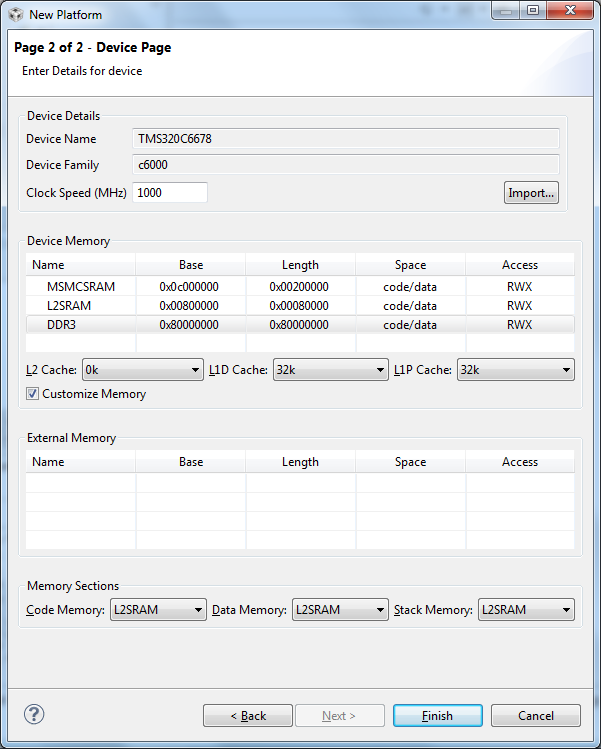 New Platform
Page 2 of 2 - Device Page
Enter Details for device
Device Details
Device Name TMS320C6678
Device Family c6000
Clock Speed (MHz) 1000 Import...
Device Memory
Name Base Length Space Access
MSMCSRAM 0x0c000000 0x00200000 code/data RWX
L2SRAM 0x00800000 0x00080000 code/data RWX
DDR3 0x80000000 0x80000000 code/data RWX
L2 Cache: 0k L1D Cache: 32k L1P Cache: 32k
Customize Memory
External Memory
Name Base Length Space Access
Memory Sections
Code Memory: L2SRAM Data Memory: L2SRAM Stack Memory: L2SRAM
? < Back Next > Finish Cancel